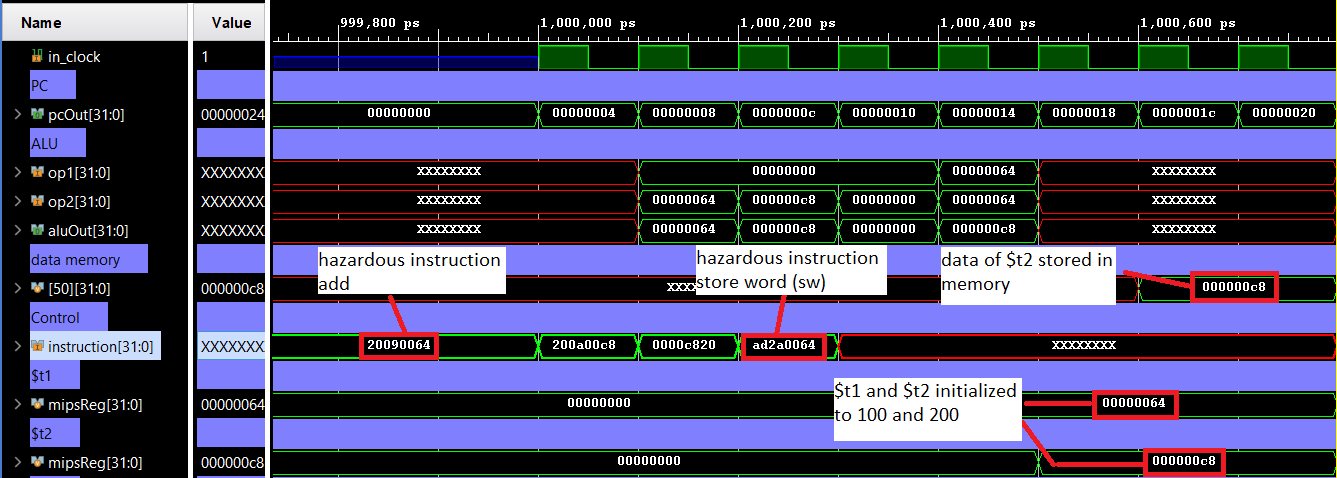 Name Value 999,800 ps 1,000,000 ps 1,000,200 ps 1,000,400 ps 1,000,600 ps
in_clock 1
PC
pcOut[31:0] 00000024 00000000 00000004 00000008 0000000c 00000010 00000014 00000018 0000001c 00000020
ALU
op1[31:0] XXXXXXXX XXXXXXXX 00000000 00000064 XXXXXXXX
op2[31:0] XXXXXXXX XXXXXXXX 00000064 000000c8 00000000 00000064 XXXXXXXX
aluOut[31:0] XXXXXXXX XXXXXXXX 00000064 000000c8 00000000 000000c8 XXXXXXXX
data memory
hazardous instruction
add
hazardous instruction
store word (sw)
data of $t2 stored in
memory
[50][31:0] 000000c8 XXX 000000c8
Control
instruction[31:0] XXXXXXXX 20090064 200a00c8 0000c820 ad2a0064 XXXXXXXX
$t1
$t1 and $t2 initialized
to 100 and 200
mipsReg[31:0] 00000064 00000000 00000064
$t2
mipsReg[31:0] 000000c8 00000000 000000c8